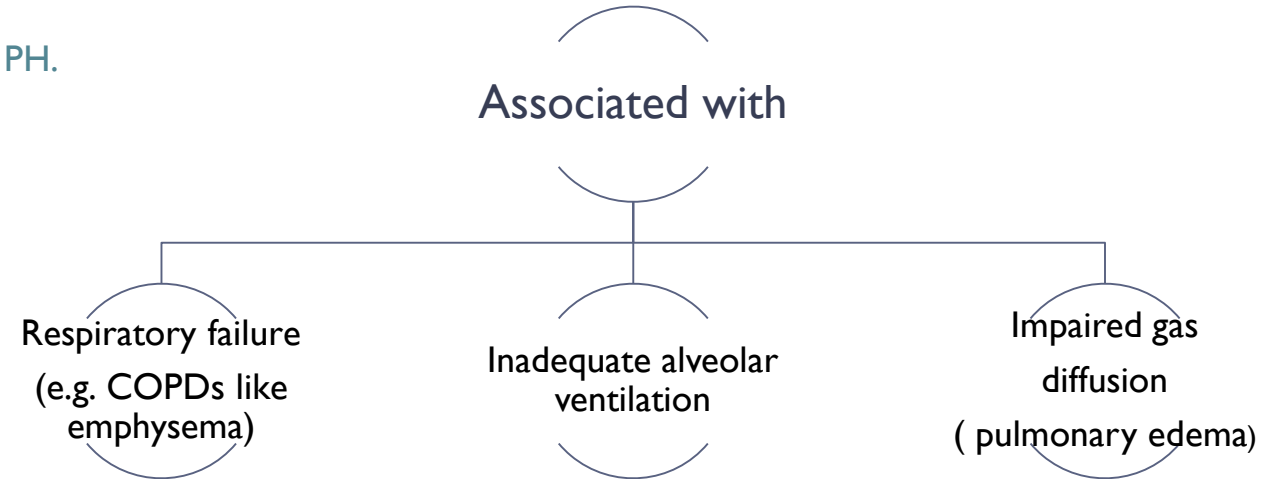 PH.
Associated with
Respiratory failure
(e.g. COPDs like
emphysema)
Inadequate alveolar
ventilation
Impaired gas
diffusion
( pulmonary edema)